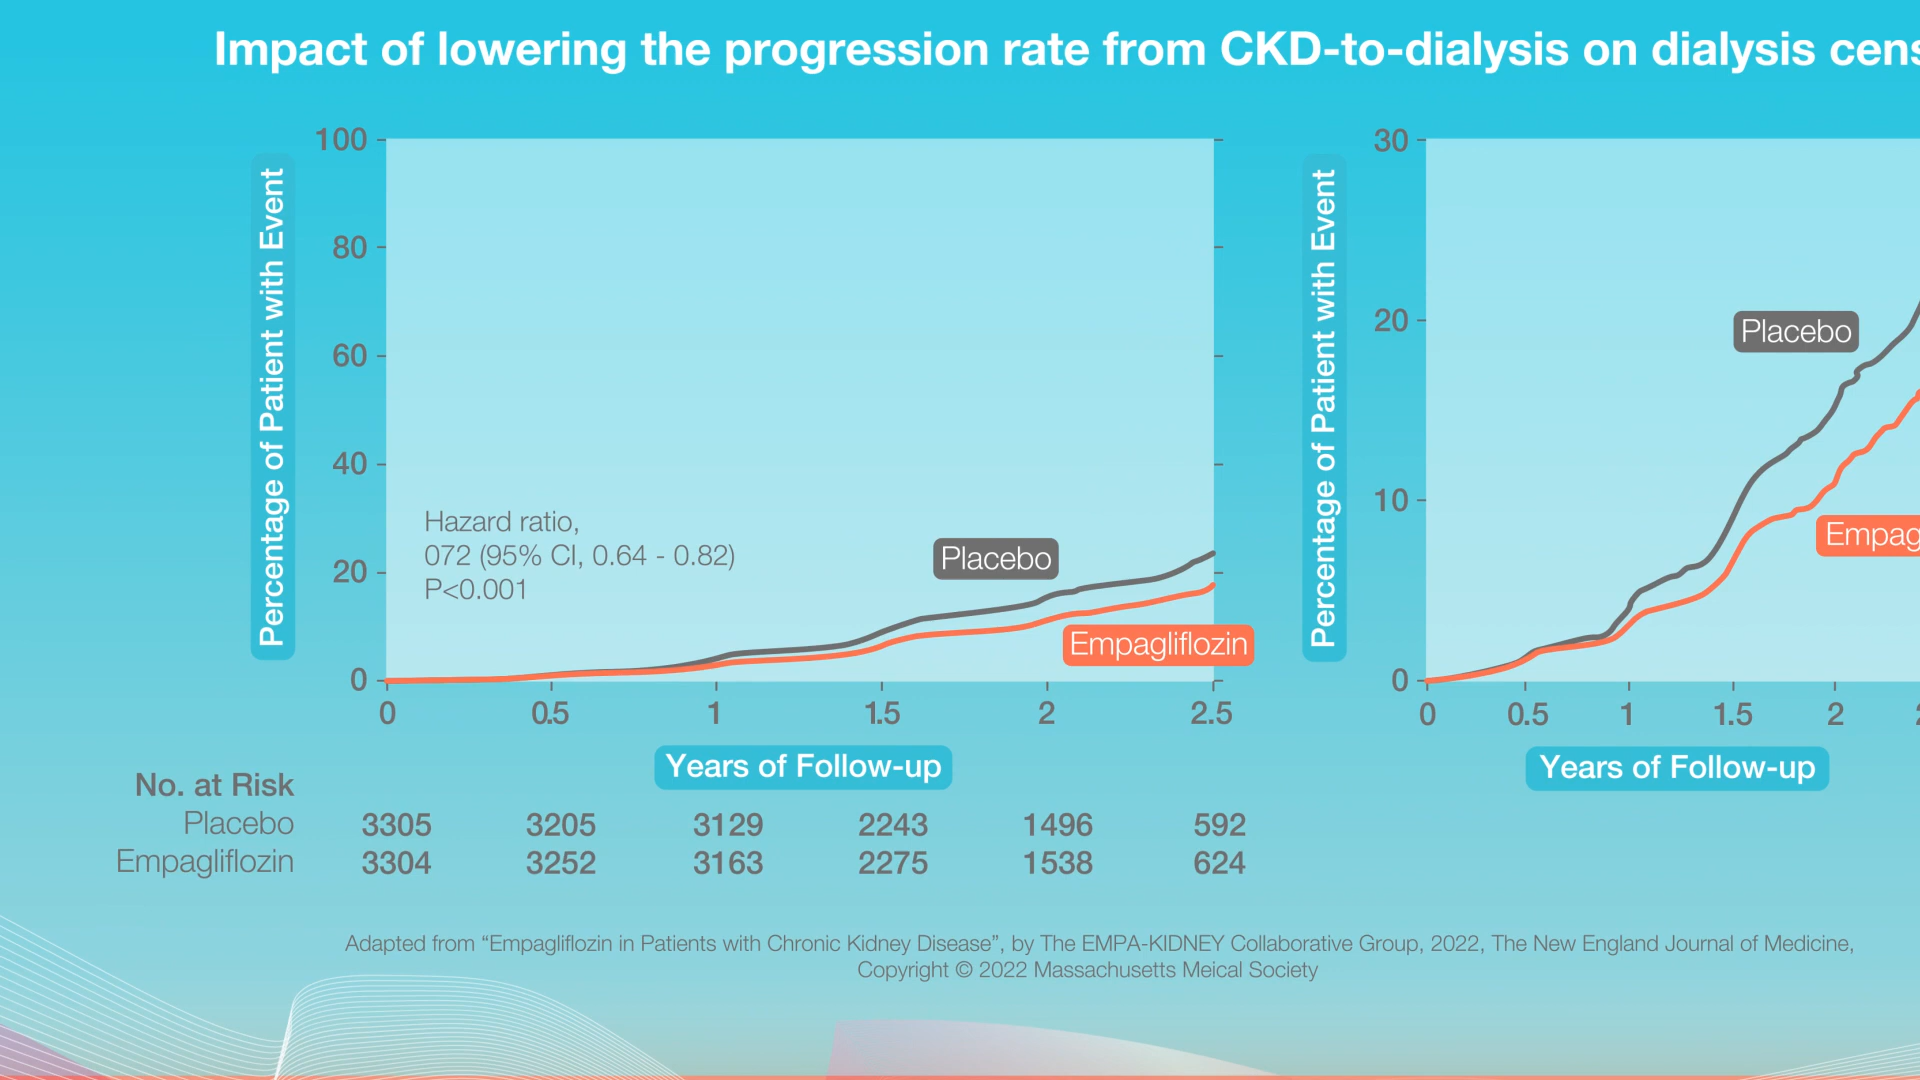 Impact of lowering the progression rate from CKD-to-dialysis on dialysis
100
80
60
40
20
0
Percentage of Patient with Event
Hazard ratio,
072 (95% CI, 0.64 - 0.82)
P<0.001
Placebo
Empagliflozin
0 0.5 1 1.5 2 2.5
Years of Follow-up
30
20
10
0
Percentage of Patient with Event
Placebo
0 0.5 1 1.5 2
Years of Follow-up
No. at Risk
Placebo 3305 3205 3129 2243 1496 592
Empagliflozin 3304 3252 3163 2275 1538 624
Adapted from “Empagliflozin in Patients with Chronic Kidney Disease”, by The EMPA-KIDNEY Collaborative Group, 2022, The New England Journal of Medicine,
Copyright © 2022 Massachusetts Meical Society